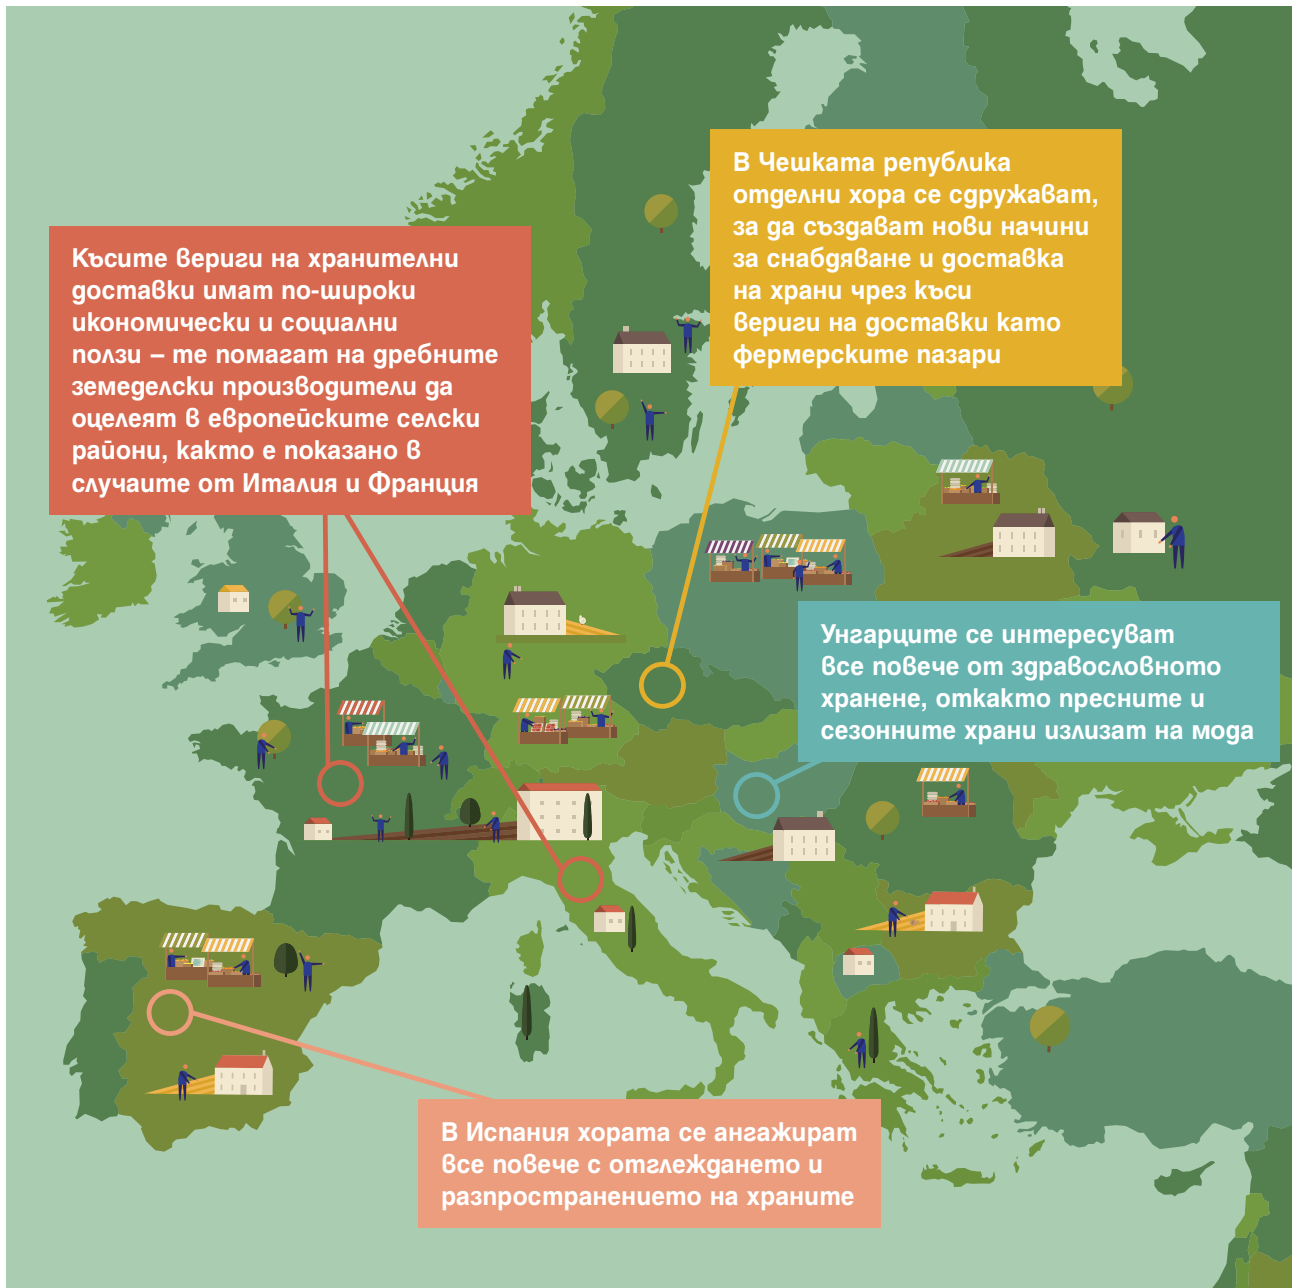 В Чешката република
отделни хора се сдружават,
за да създават нови начини
за снабдяване и доставка
на храни чрез къси
вериги на доставки като
фермерските пазари
Късите вериги на хранителни
доставки имат по-широки
икономически и социални
ползи – те помагат на дребните
земеделски производители да
оцелеят в европейските селски
райони, както е показано в
случаите от Италия и Франция
Унгарците се интересуват
все повече от здравословното
хранене, откакто пресните и
сезонните храни излизат на мода
В Испания хората се ангажират
все повече с отглеждането и
разпространението на храните